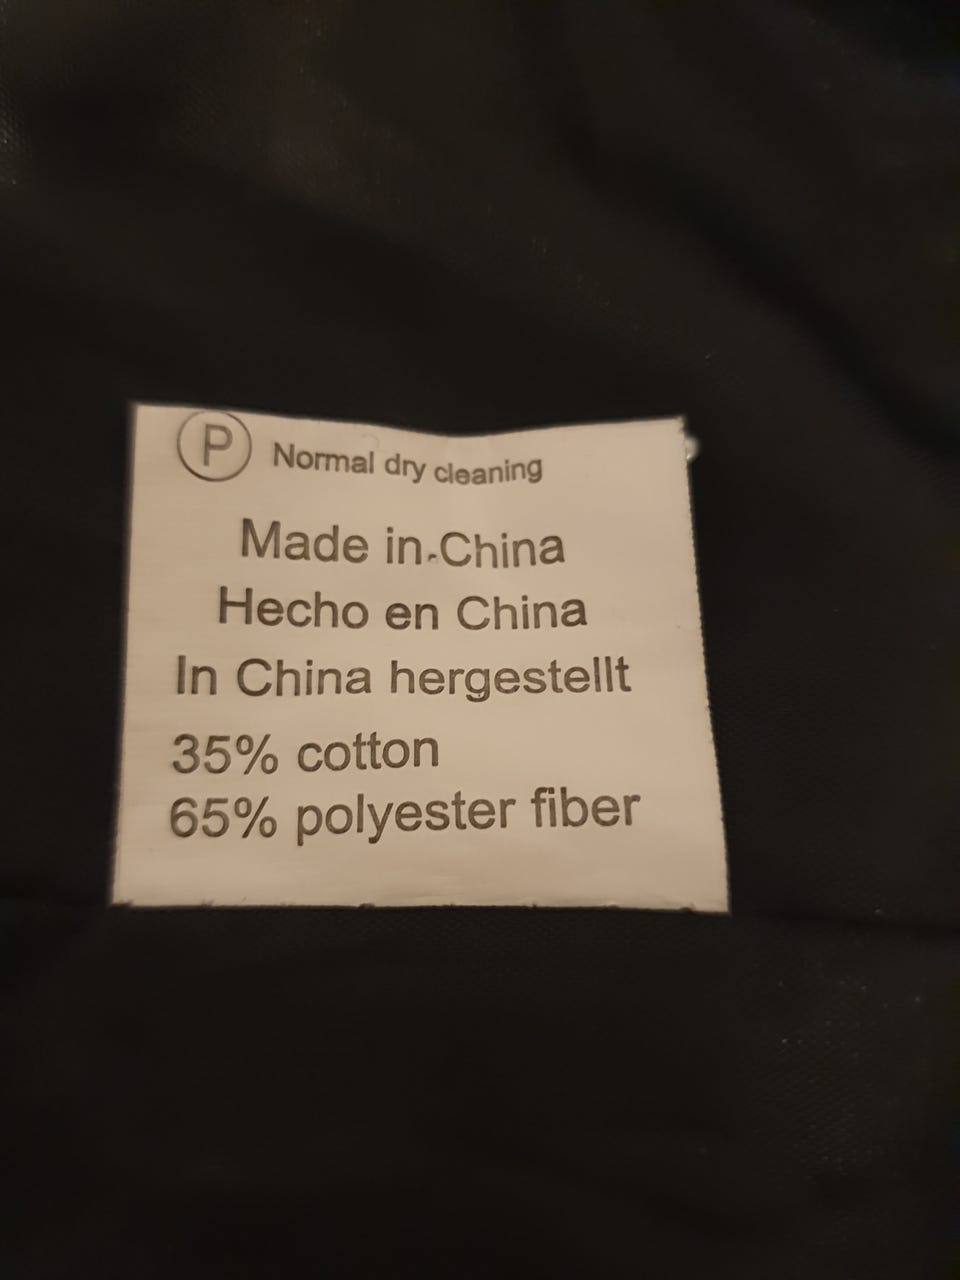 P Normal dry cleaning
Made in China
Hecho en China
In China hergestellt
35% cotton
65% polyester fiber